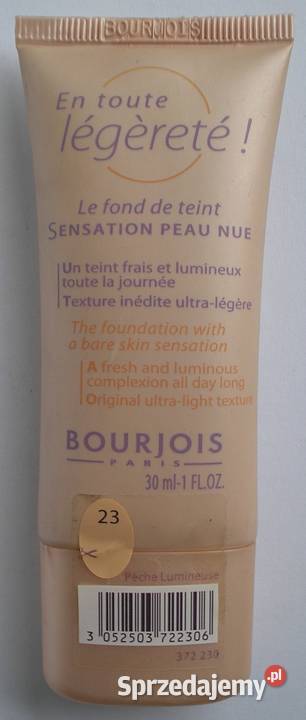 BOURJOIS
En toute
légèreté !
Le fond de teint
SENSATION PEAU NUE
Un teint frais et lumineux
toute la journée
Texture inédite ultra-légère
The foundation with
a bare skin sensation
A fresh and luminous
complexion all day long
Original ultra-light texture
BOURJOIS
PARIS
30 ml-1 FL.OZ.
23
Pêche Lumineuse
3 052503 722306
372 230
Sprzedajemy.pl